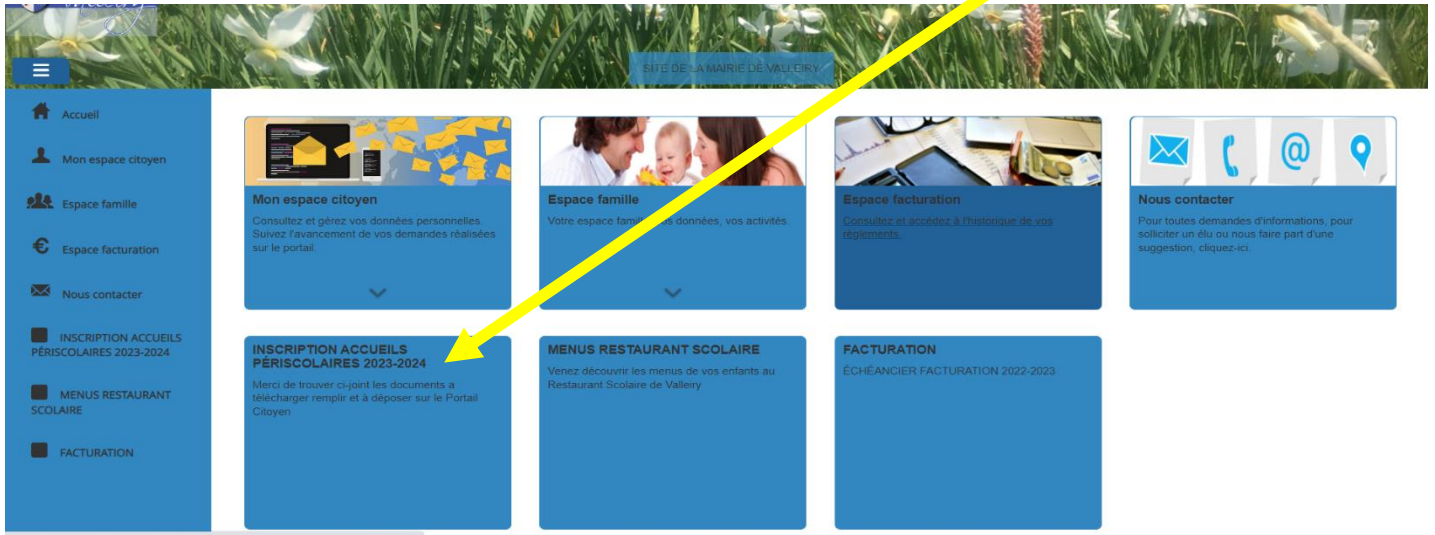 SITE DE LA MAIRIE DE VALLEIRY
Accueil
Mon espace citoyen
Espace famille
Espace facturation
Nous contacter
INSCRIPTION ACCUEILS
PÉRISCOLAIRES 2023-2024
MENUS RESTAURANT
SCOLAIRE
FACTURATION
Mon espace citoyen
Consultez et gérez vos données personnelles.
Suivez l'avancement de vos demandes réalisées
sur le portail.
Espace famille
Votre espace famille données, vos activités.
Espace facturation
Consultez et accédez à l'historique de vos
règlements.
Nous contacter
Pour toutes demandes d'informations, pour
solliciter un élu ou nous faire part d'une
suggestion, cliquez-ici.
INSCRIPTION ACCUEILS
PÉRISCOLAIRES 2023-2024
Merci de trouver ci-joint les documents a
télécharger remplir et à déposer sur le Portail
Citoyen
MENUS RESTAURANT SCOLAIRE
Venez découvrir les menus de vos enfants au
Restaurant Scolaire de Valleiry
FACTURATION
ÉCHÉANCIER FACTURATION 2022-2023